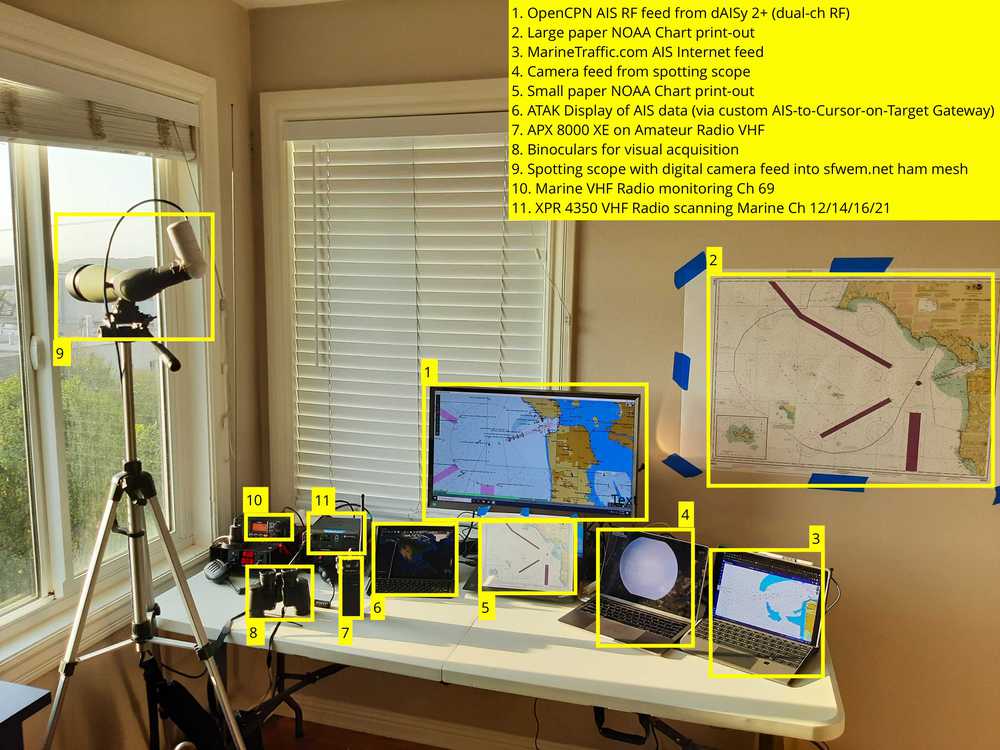 1. OpenCPN AIS RF feed from dAISy 2+ (dual-ch RF)
2. Large paper NOAA Chart print-out
3. MarineTraffic.com AIS Internet feed
4. Camera feed from spotting scope
5. Small paper NOAA Chart print-out
6. ATAK Display of AIS data (via custom AIS-to-Cursor-on-Target Gateway)
7. APX 8000 XE on Amateur Radio VHF
8. Binoculars for visual acquisition
9. Spotting scope with digital camera feed into sfwem.net ham mesh
10. Marine VHF Radio monitoring Ch 69
11. XPR 4350 VHF Radio scanning Marine Ch 12/14/16/21
2
9
1
Text
10
11
4
3
6
5
8
7